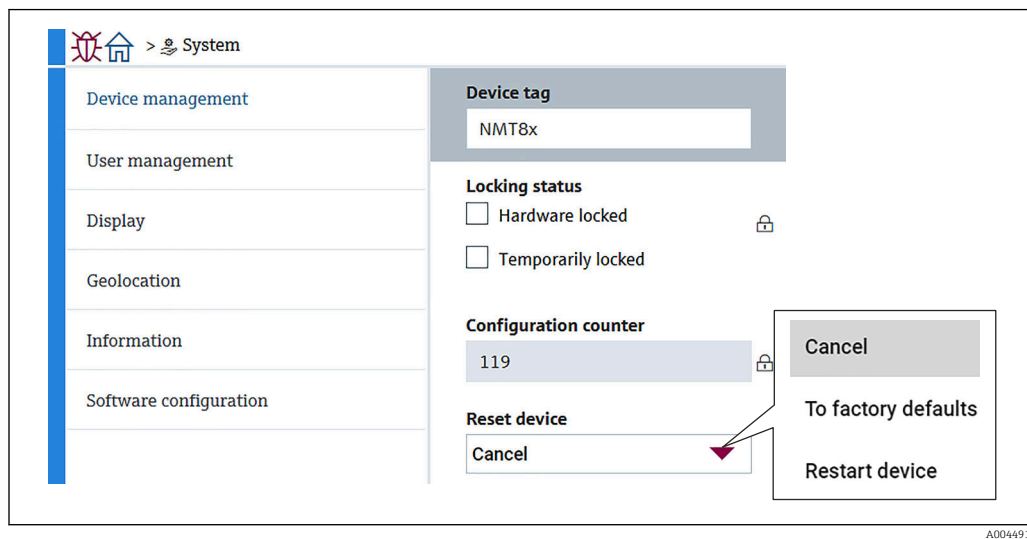 > System
Device management
User management
Display
Geolocation
Information
Software configuration
Device tag
NMT8x
Locking status
Hardware locked
Temporarily locked
Configuration counter
119
Reset device
Cancel
Cancel
To factory defaults
Restart device